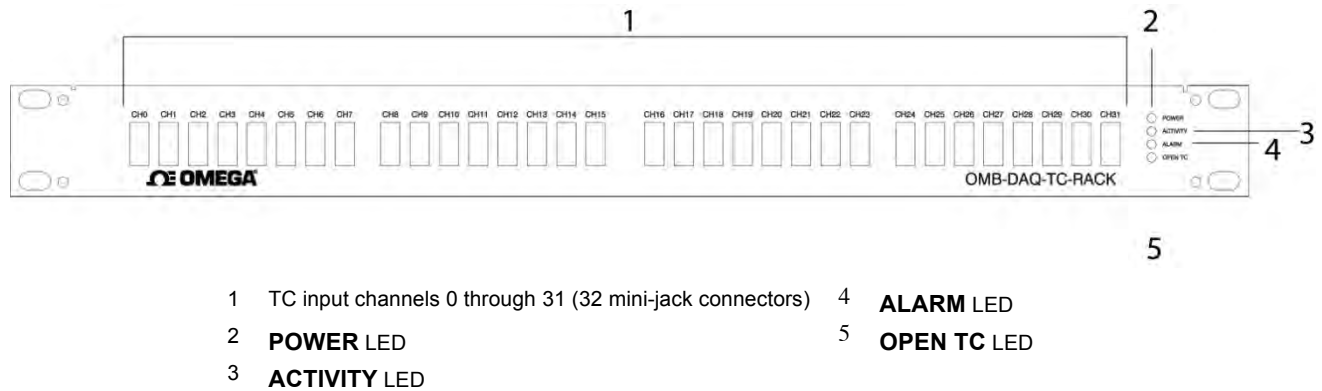 1
2
CH0 CH1 CH2 CH3 CH4 CH5 CH6 CH7 CH8 CH9 CH10 CH11 CH12 CH13 CH14 CH15 CH16 CH17 CH18 CH19 CH20 CH21 CH22 CH23 CH24 CH25 CH26 CH27 CH28 CH29 CH30 CH31
POWER
ACTIVITY
3
ALARM
4
OPEN TC
OMEGA
OMB-DAQ-TC-RACK
5
1 TC input channels 0 through 31 (32 mini-jack connectors)
2 POWER LED
3 ACTIVITY LED
4 ALARM LED
5 OPEN TC LED